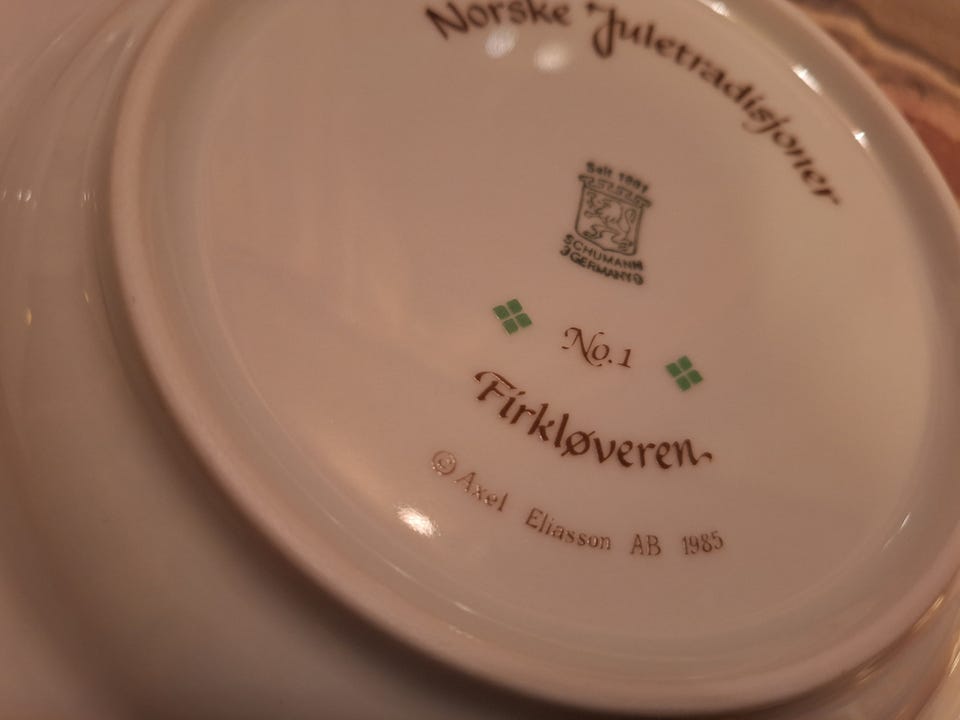 Norske Juletradisjoner
Seit 1881
SCHUMANN
GERMANY
No.1
Firkløveren
© Axel Eliasson AB 1985